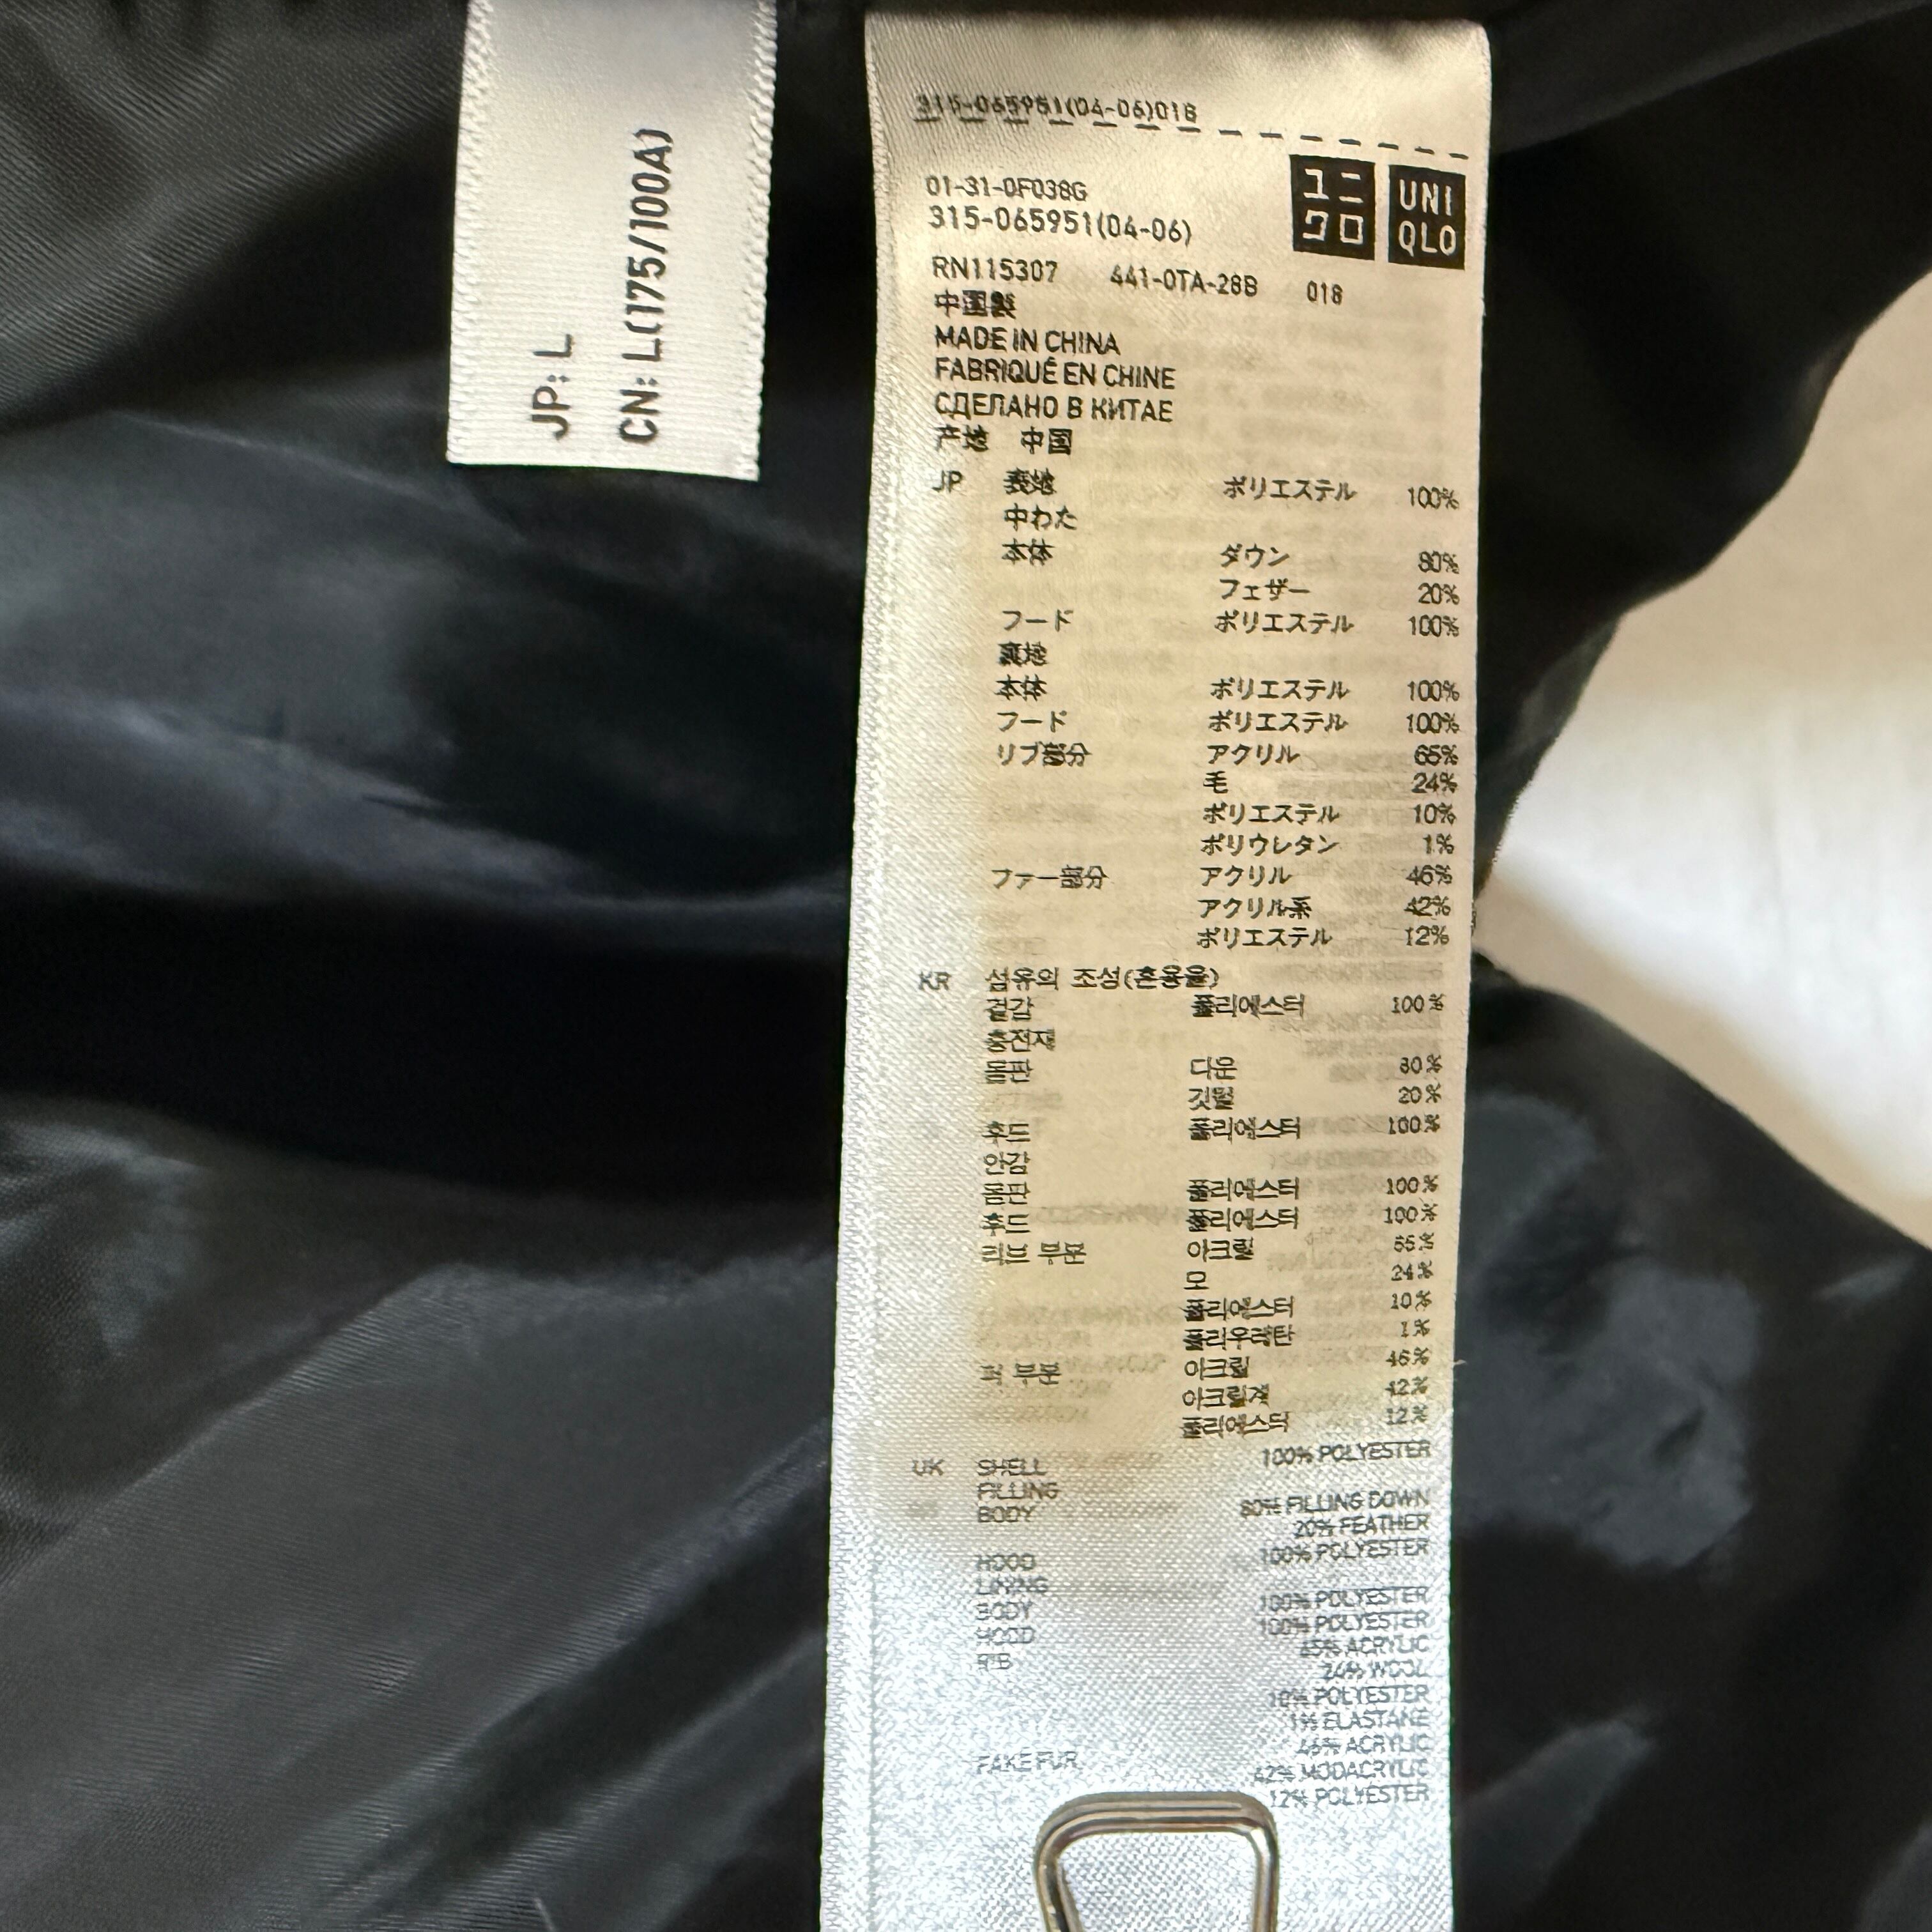 JP: L
CN: L(175/100A)
315-065951(04-06)018
ユニ
クロ
UNI
QLO
01-31-0F038G
315-065951(04-06)
RN115307 441-0TA-28B 018
中国製
MADE IN CHINA
FABRIQUÉ EN CHINE
СДЕЛАНО В КИТАЕ
产地 中国
JP 表地 ポリエステル 100%
中わた
本体 ダウン 80%
フェザー 20%
フード ポリエステル 100%
裏地
本体 ポリエステル 100%
フード ポリエステル 100%
リブ部分 アクリル 65%
毛 24%
ポリエステル 10%
ポリウレタン 1%
ファー部分 アクリル 46%
アクリル系 42%
ポリエステル 12%
KR 섬유의 조성(혼용율)
겉감 폴리에스터 100%
충전재
몸판 다운 80%
깃털 20%
후드 폴리에스터 100%
안감
몸판 폴리에스터 100%
후드 폴리에스터 100%
리브 부분 아크릴 65%
모 24%
폴리에스터 10%
폴리우레탄 1%
퍼 부분 아크릴 46%
아크릴계 42%
폴리에스터 12%
UK SHELL 100% POLYESTER
FILLING
BODY 80% FILLING DOWN
20% FEATHER
HOOD 100% POLYESTER
LINING
BODY 100% POLYESTER
HOOD 100% POLYESTER
RIB 65% ACRYLIC
24% WOOL
10% POLYESTER
1% ELASTANE
FAKE FUR 46% ACRYLIC
42% MODACRYLIC
12% POLYESTER